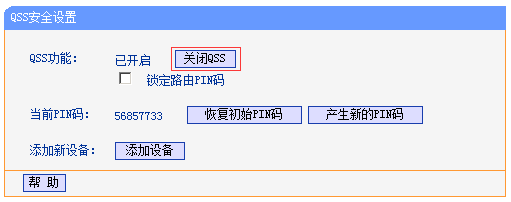 QSS安全设置
QSS功能： 已开启 关闭QSS
锁定路由PIN码
当前PIN码： 56857733 恢复初始PIN码 产生新的PIN码
添加新设备： 添加设备
帮 助